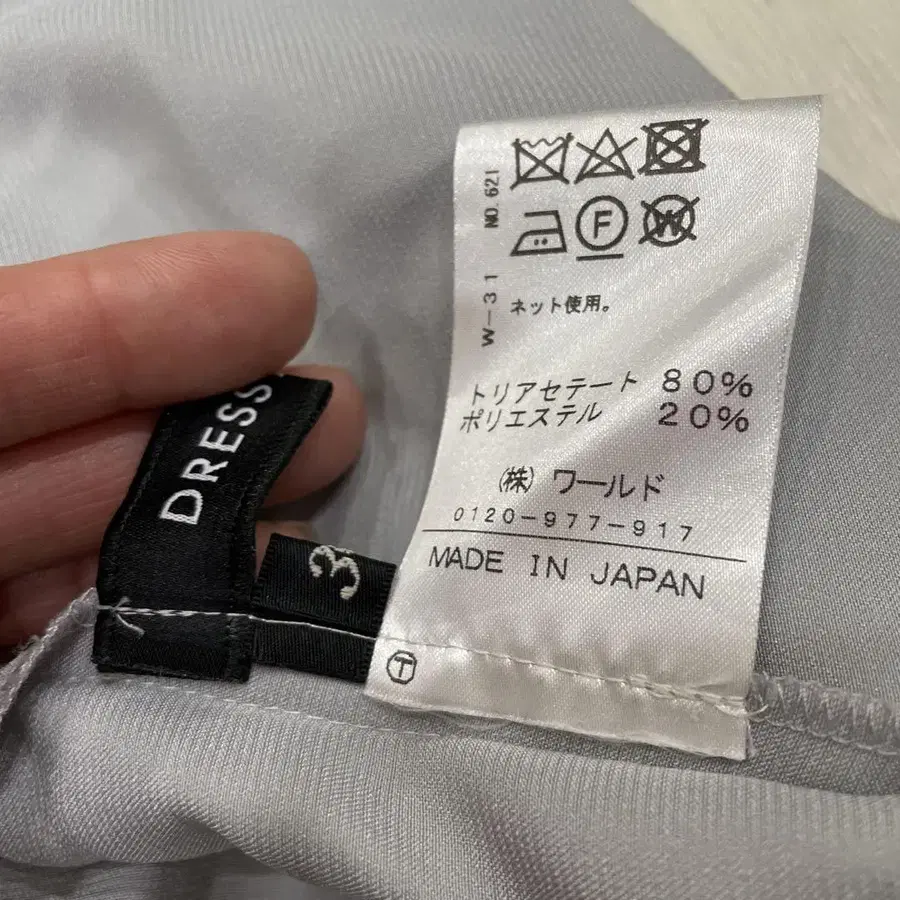 DRESS
3
NO.621
W-31
F
W
ネット使用。
トリアセテート 80%
ポリエステル 20%
(株) ワールド
0120-977-917
MADE IN JAPAN
T